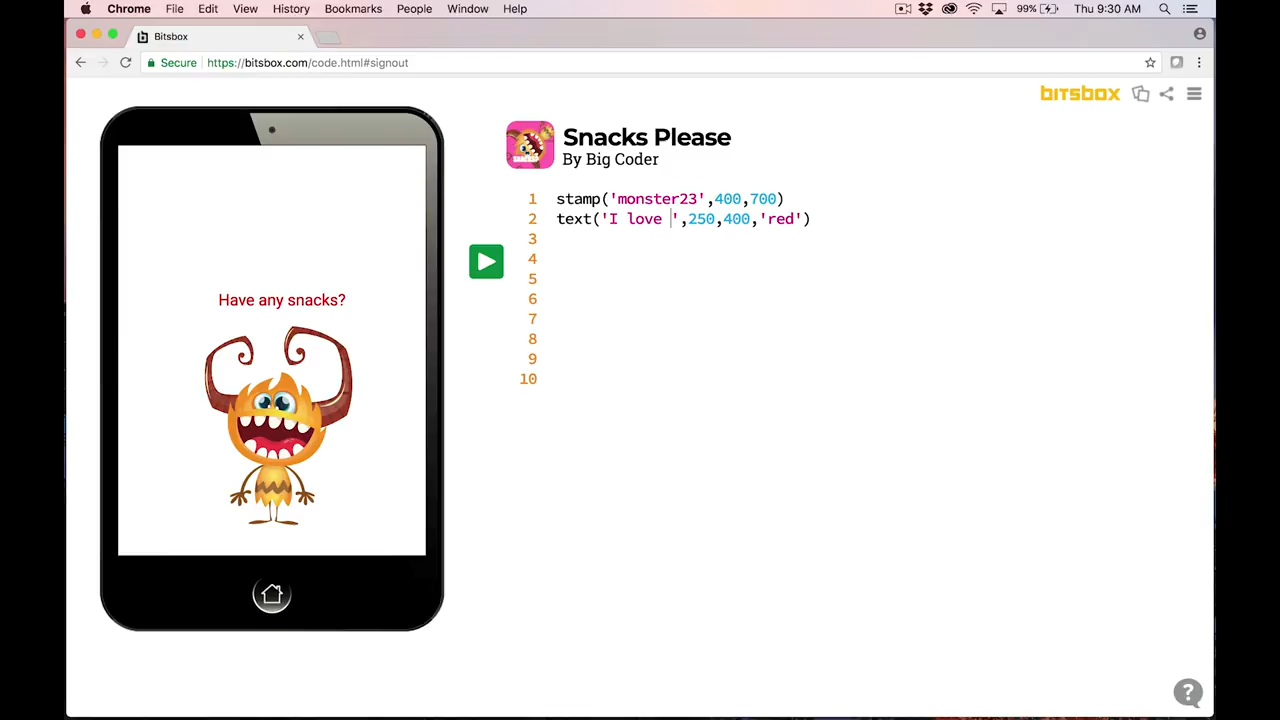 Chrome File Edit View History Bookmarks People Window Help 99% Thu 9:30 AM
Bitsbox
Secure https://bitsbox.com/code.html#signout
bitsbox
Snacks Please
By Big Coder
1 stamp('monster23',400,700)
2 text('I love ',250,400,'red')
3
4
5
6
7
8
9
10
Have any snacks?
?